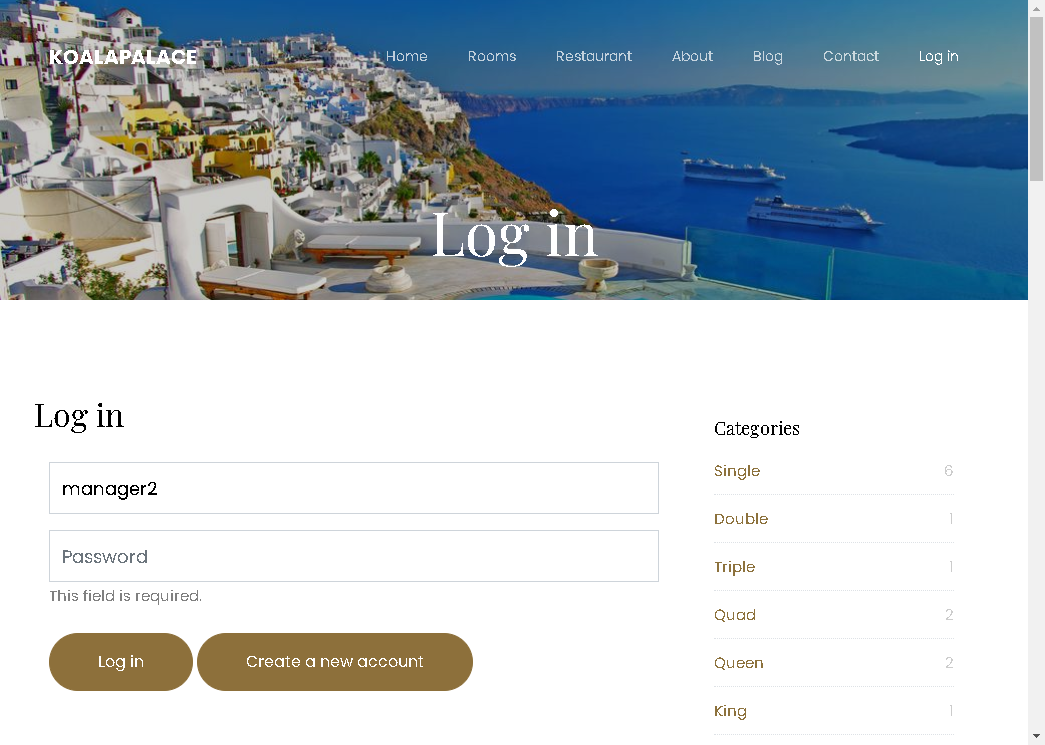 KOALAPALACE
Home Rooms Restaurant About Blog Contact Log in
Log in
Log in
manager2
Password
This field is required.
Log in Create a new account
Categories
Single 6
Double 1
Triple 1
Quad 2
Queen 2
King 1